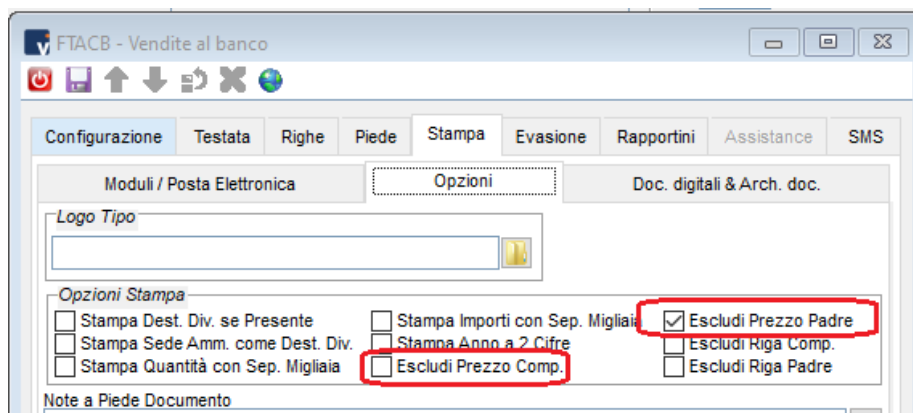 FTACB - Vendite al banco
Configurazione Testata Righe Piede Stampa Evasione Rapportini Assistance SMS
Moduli / Posta Elettronica Opzioni Doc. digitali & Arch. doc.
Logo Tipo
Opzioni Stampa
Stampa Dest. Div. se Presente Stampa Importi con Sep. Migliaia Escludi Prezzo Padre
Stampa Sede Amm. come Dest. Div. Stampa Anno a 2 Cifre Escludi Riga Comp.
Stampa Quantità con Sep. Migliaia Escludi Prezzo Comp. Escludi Riga Padre
Note a Piede Documento